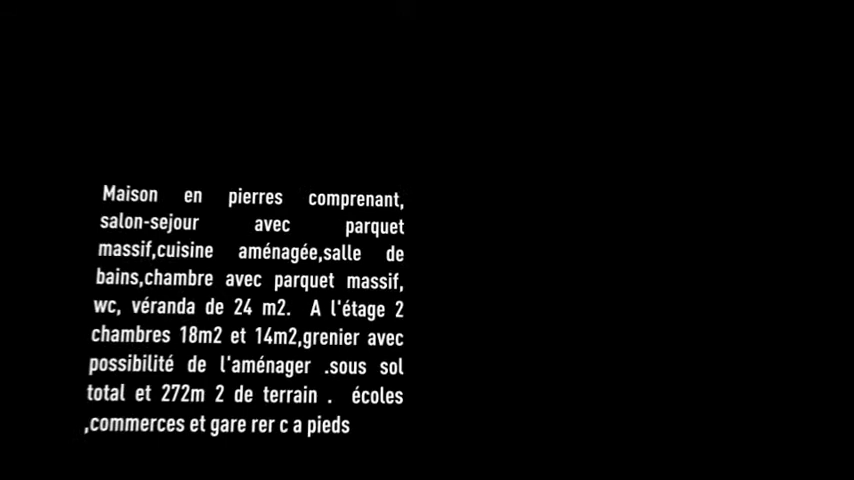 Maison en pierres comprenant,
salon-sejour avec parquet
massif,cuisine aménagée,salle de
bains,chambre avec parquet massif,
wc, véranda de 24 m2. A l'étage 2
chambres 18m2 et 14m2,grenier avec
possibilité de l'aménager .sous sol
total et 272m 2 de terrain . écoles
,commerces et gare rer c a pieds